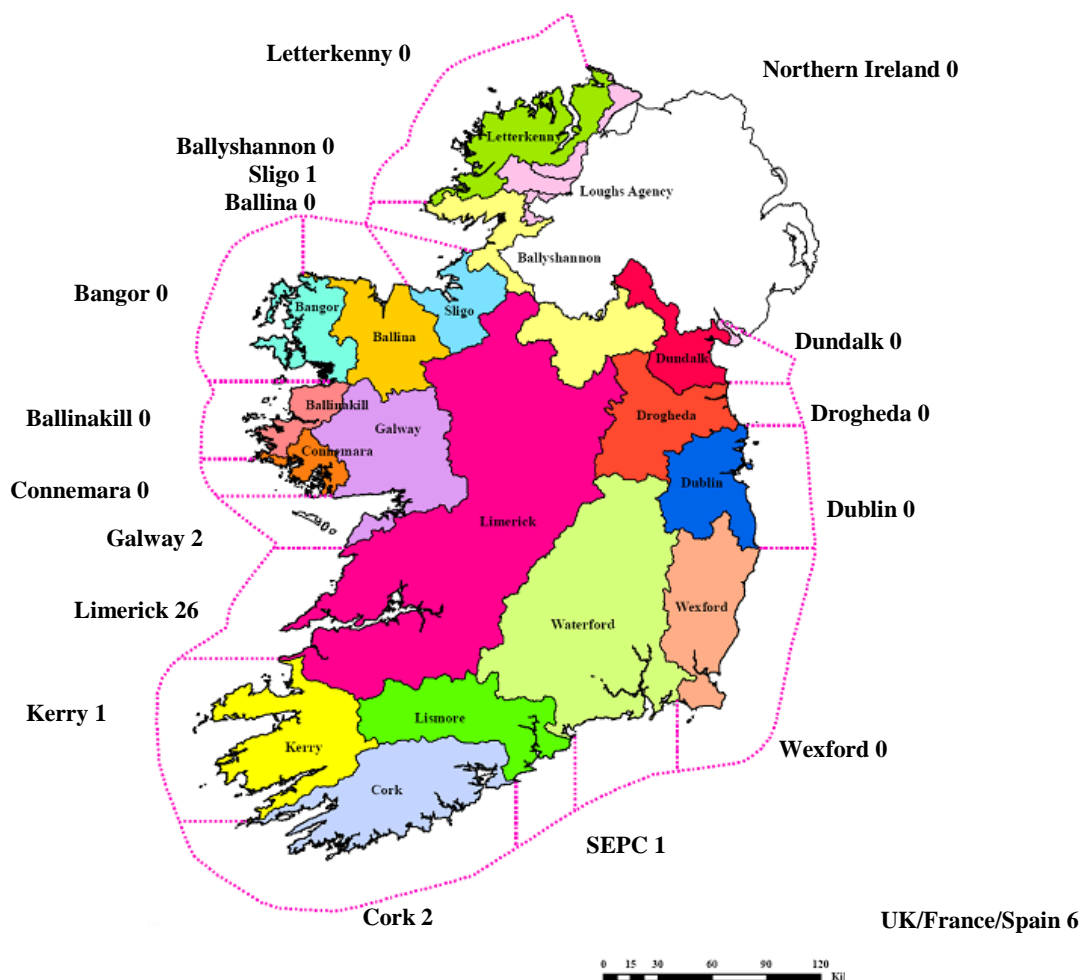 Letterkenny 0
Northern Ireland 0
Letterkenny
Ballyshannon 0
Sligo 1
Ballina 0
Loughs Agency
Ballyshannon
Bangor 0
Bangor
Sligo
Ballina
Dundalk 0
Dundalk
Ballinakill 0
Ballinakill
Galway
Drogheda
Drogheda 0
Connemara
Connemara 0
Dublin
Dublin 0
Galway 2
Limerick
Limerick 26
Waterford
Wexford
Kerry 1
Lismore
Kerry
Wexford 0
Cork
SEPC 1
Cork 2
UK/France/Spain 6
0 15 30 60 90 120
Kil